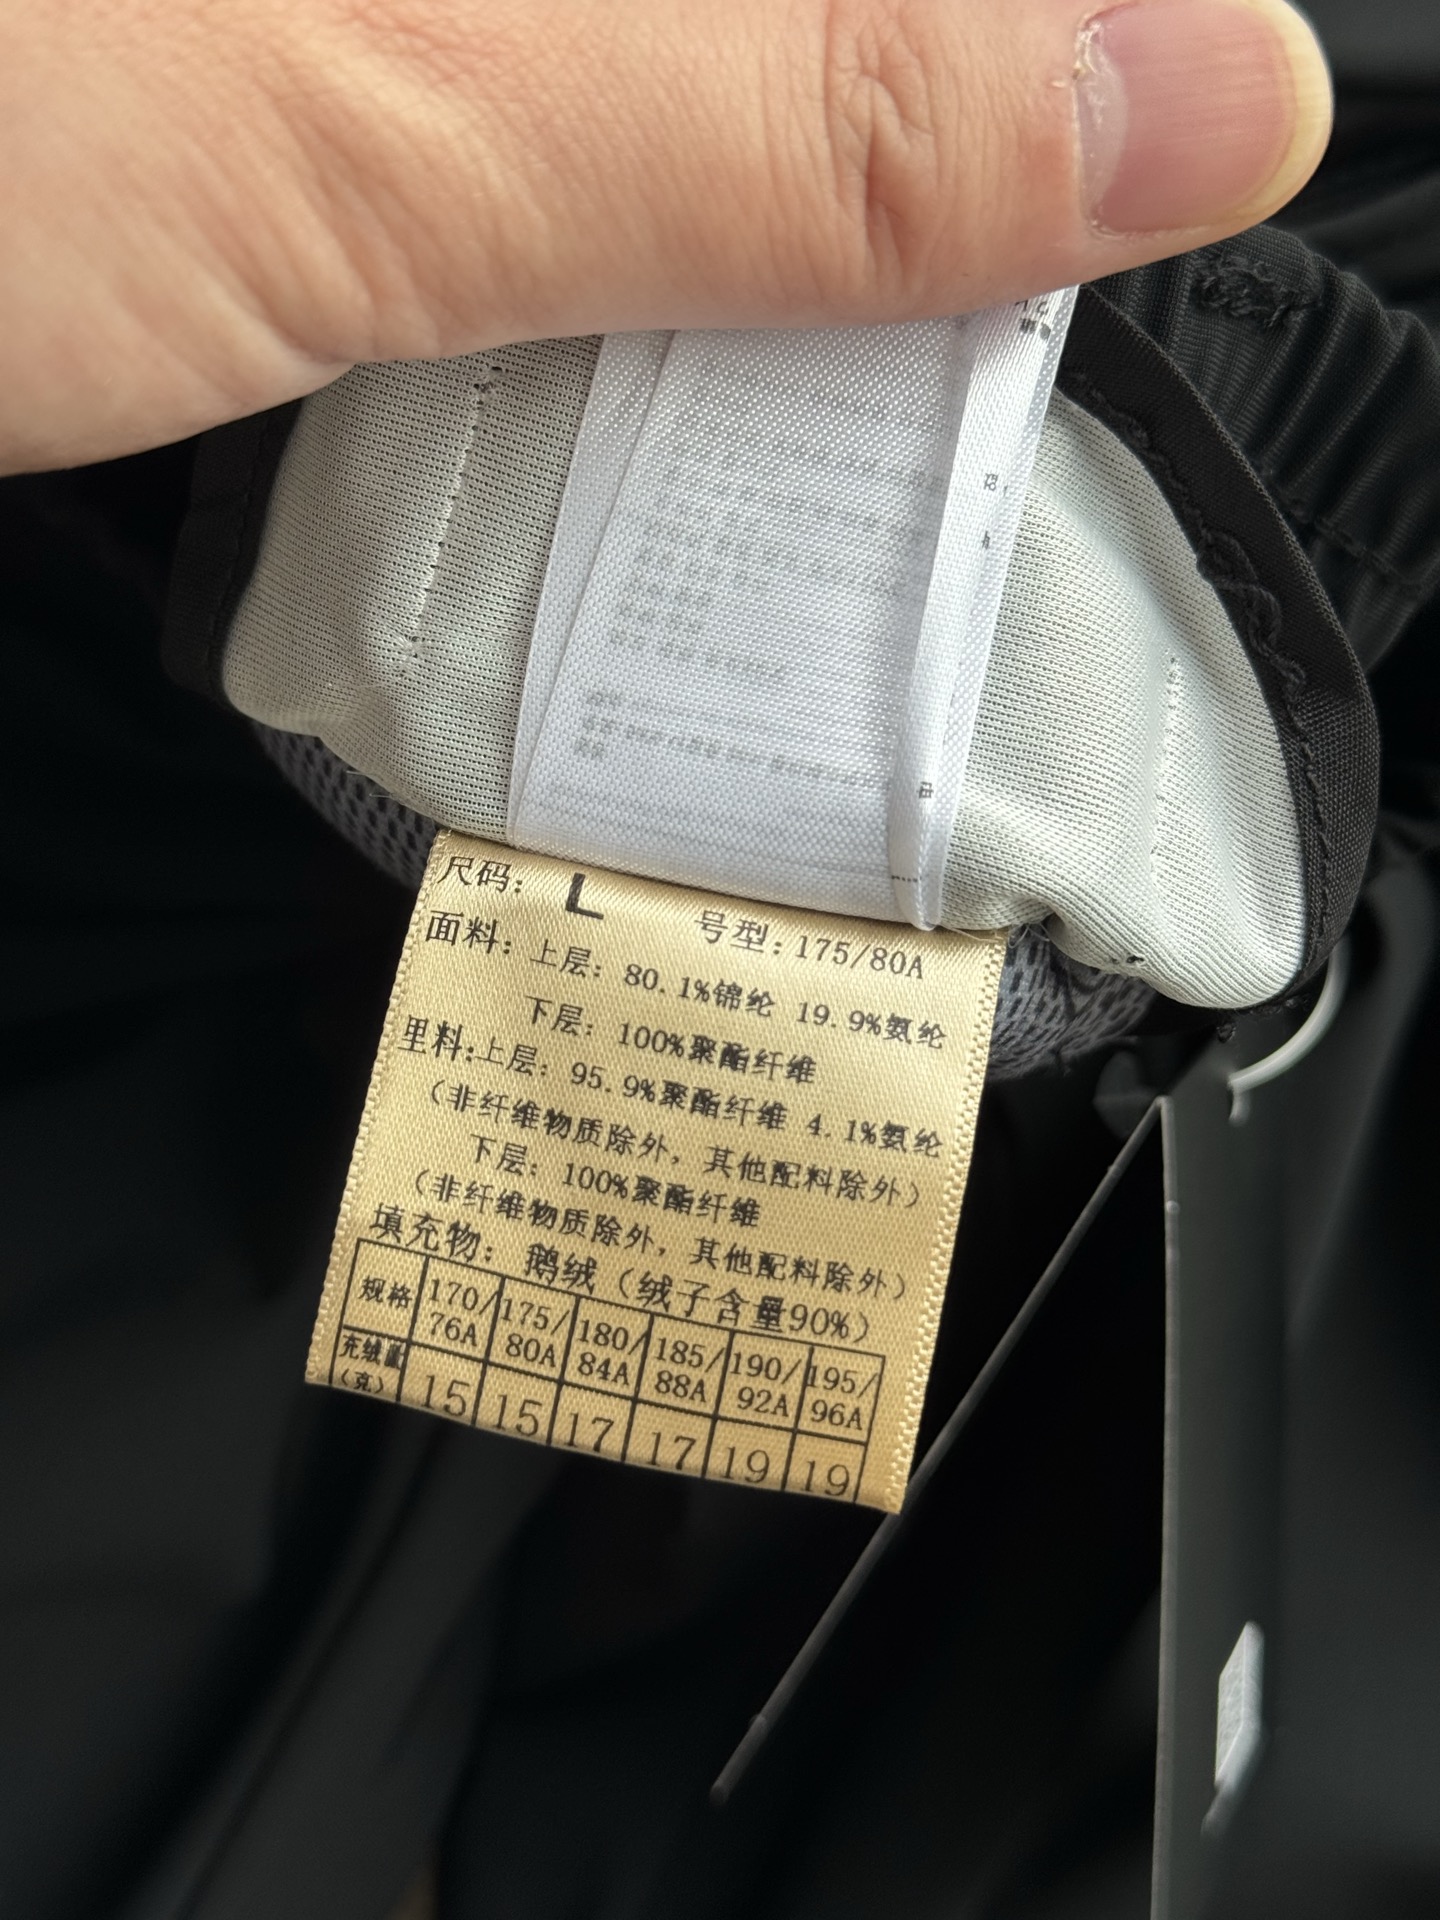 尺码: L 号型:175/80A
面料: 上层: 80.1%锦纶 19.9%氨纶
下层: 100%聚酯纤维
里料:上层: 95.9%聚酯纤维 4.1%氨纶
(非纤维物质除外, 其他配料除外)
下层: 100%聚酯纤维
(非纤维物质除外, 其他配料除外)
填充物: 鹅绒 (绒子含量90%)
规格 170/76A 175/80A 180/84A 185/88A 190/92A 195/96A
充绒量(克) 15 15 17 17 19 19